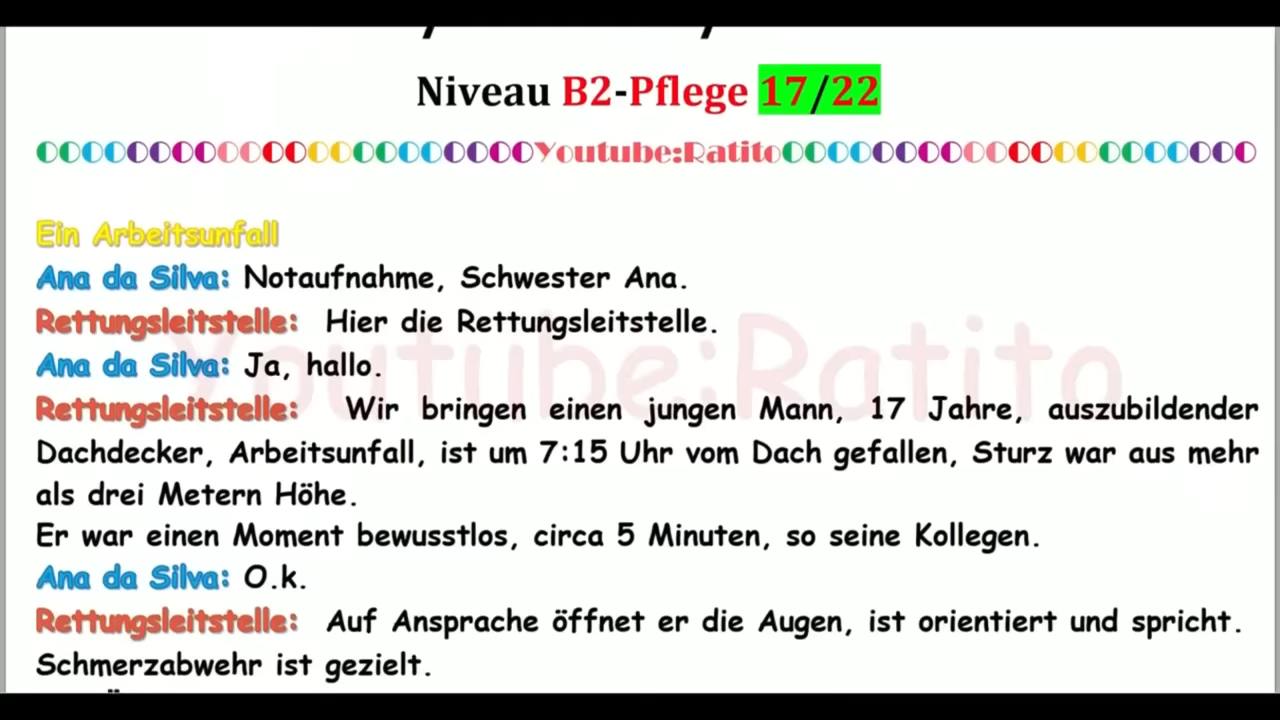 Niveau B2-Pflege 17/22
Youtube:Ratito
Ein Arbeitsunfall
Ana da Silva: Notaufnahme, Schwester Ana.
Rettungsleitstelle: Hier die Rettungsleitstelle.
Youtube:Ratito
Ana da Silva: Ja, hallo.
Rettungsleitstelle: Wir bringen einen jungen Mann, 17 Jahre, auszubildender
Dachdecker, Arbeitsunfall, ist um 7:15 Uhr vom Dach gefallen, Sturz war aus mehr
als drei Metern Höhe.
Er war einen Moment bewusstlos, circa 5 Minuten, so seine Kollegen.
Ana da Silva: O.k.
Rettungsleitstelle: Auf Ansprache öffnet er die Augen, ist orientiert und spricht.
Schmerzabwehr ist gezielt.